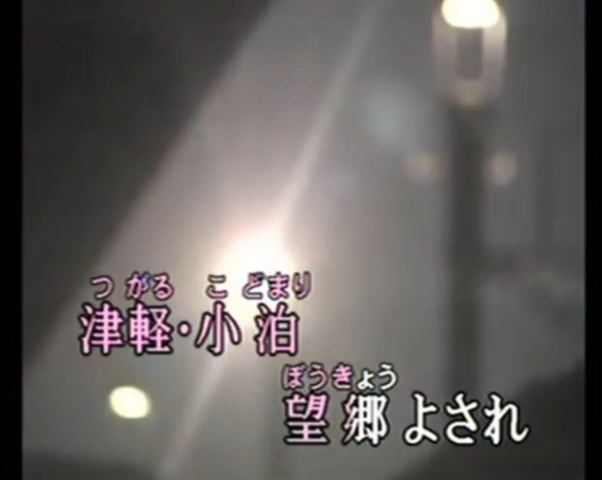 つがる こどまり
津軽・小泊
ぼうきょう
望郷よされ